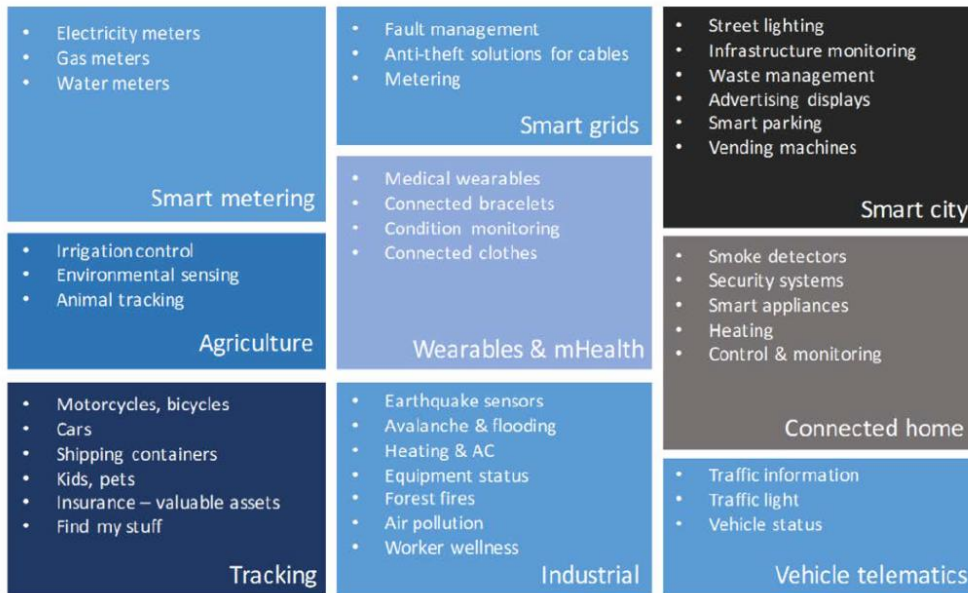 • Electricity meters
• Gas meters
• Water meters
Smart metering
• Fault management
• Anti-theft solutions for cables
• Metering
Smart grids
• Street lighting
• Infrastructure monitoring
• Waste management
• Advertising displays
• Smart parking
• Vending machines
Smart city
• Irrigation control
• Environmental sensing
• Animal tracking
Agriculture
• Medical wearables
• Connected bracelets
• Condition monitoring
• Connected clothes
Wearables & mHealth
• Smoke detectors
• Security systems
• Smart appliances
• Heating
• Control & monitoring
Connected home
• Motorcycles, bicycles
• Cars
• Shipping containers
• Kids, pets
• Insurance – valuable assets
• Find my stuff
Tracking
• Earthquake sensors
• Avalanche & flooding
• Heating & AC
• Equipment status
• Forest fires
• Air pollution
• Worker wellness
Industrial
• Traffic information
• Traffic light
• Vehicle status
Vehicle telematics